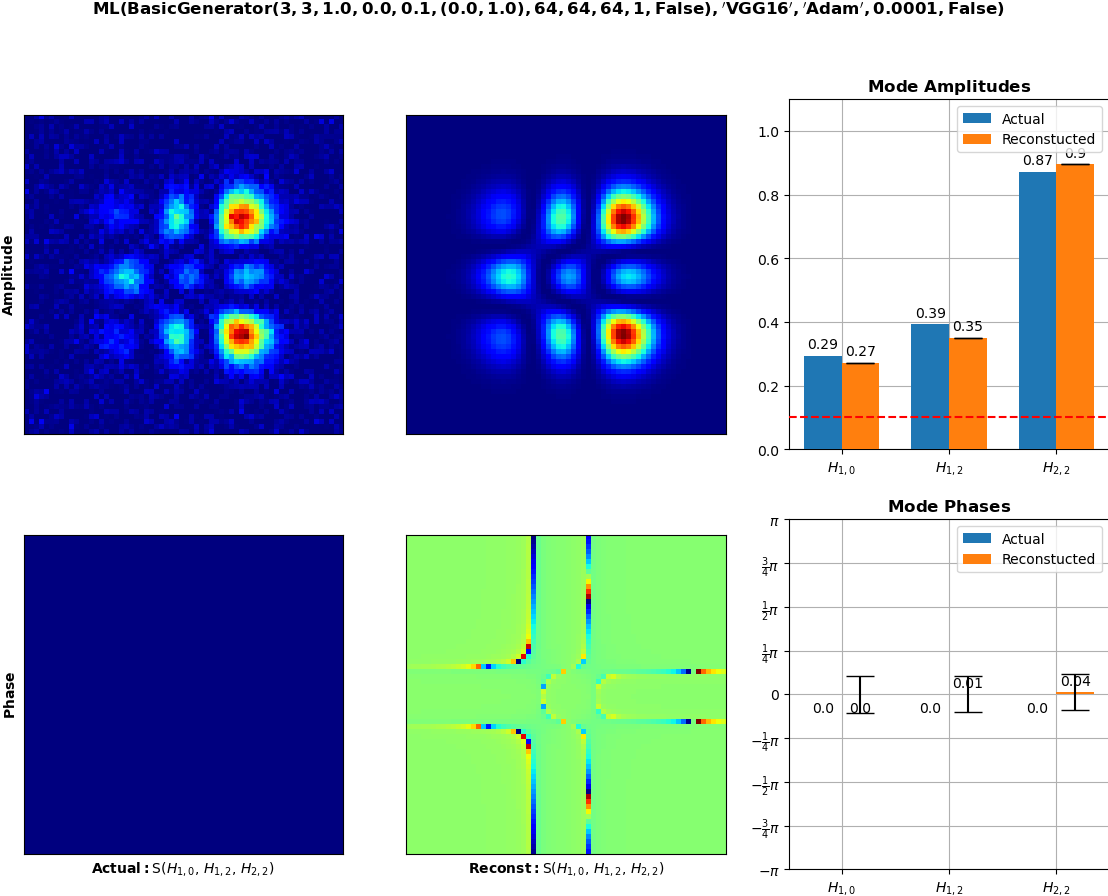 ML(BasicGenerator(3, 3, 1.0, 0.0, 0.1, (0.0, 1.0), 64, 64, 64, 1, False), ′VGG16′, ′Adam′, 0.0001, False)
Mode Amplitudes
Amplitude
Actual
Reconstucted
1.0
0.8
0.6
0.4
0.2
0.0
0.29
0.27
0.39
0.35
0.87
0.9
H1,0
H1,2
H2,2
Phase
Actual: S(H1,0, H1,2, H2,2)
Reconst: S(H1,0, H1,2, H2,2)
Mode Phases
Actual
Reconstucted
π
3/4π
1/2π
1/4π
0
−1/4π
−1/2π
−3/4π
−π
0.0
0.0
0.0
0.01
0.0
0.04
H1,0
H1,2
H2,2